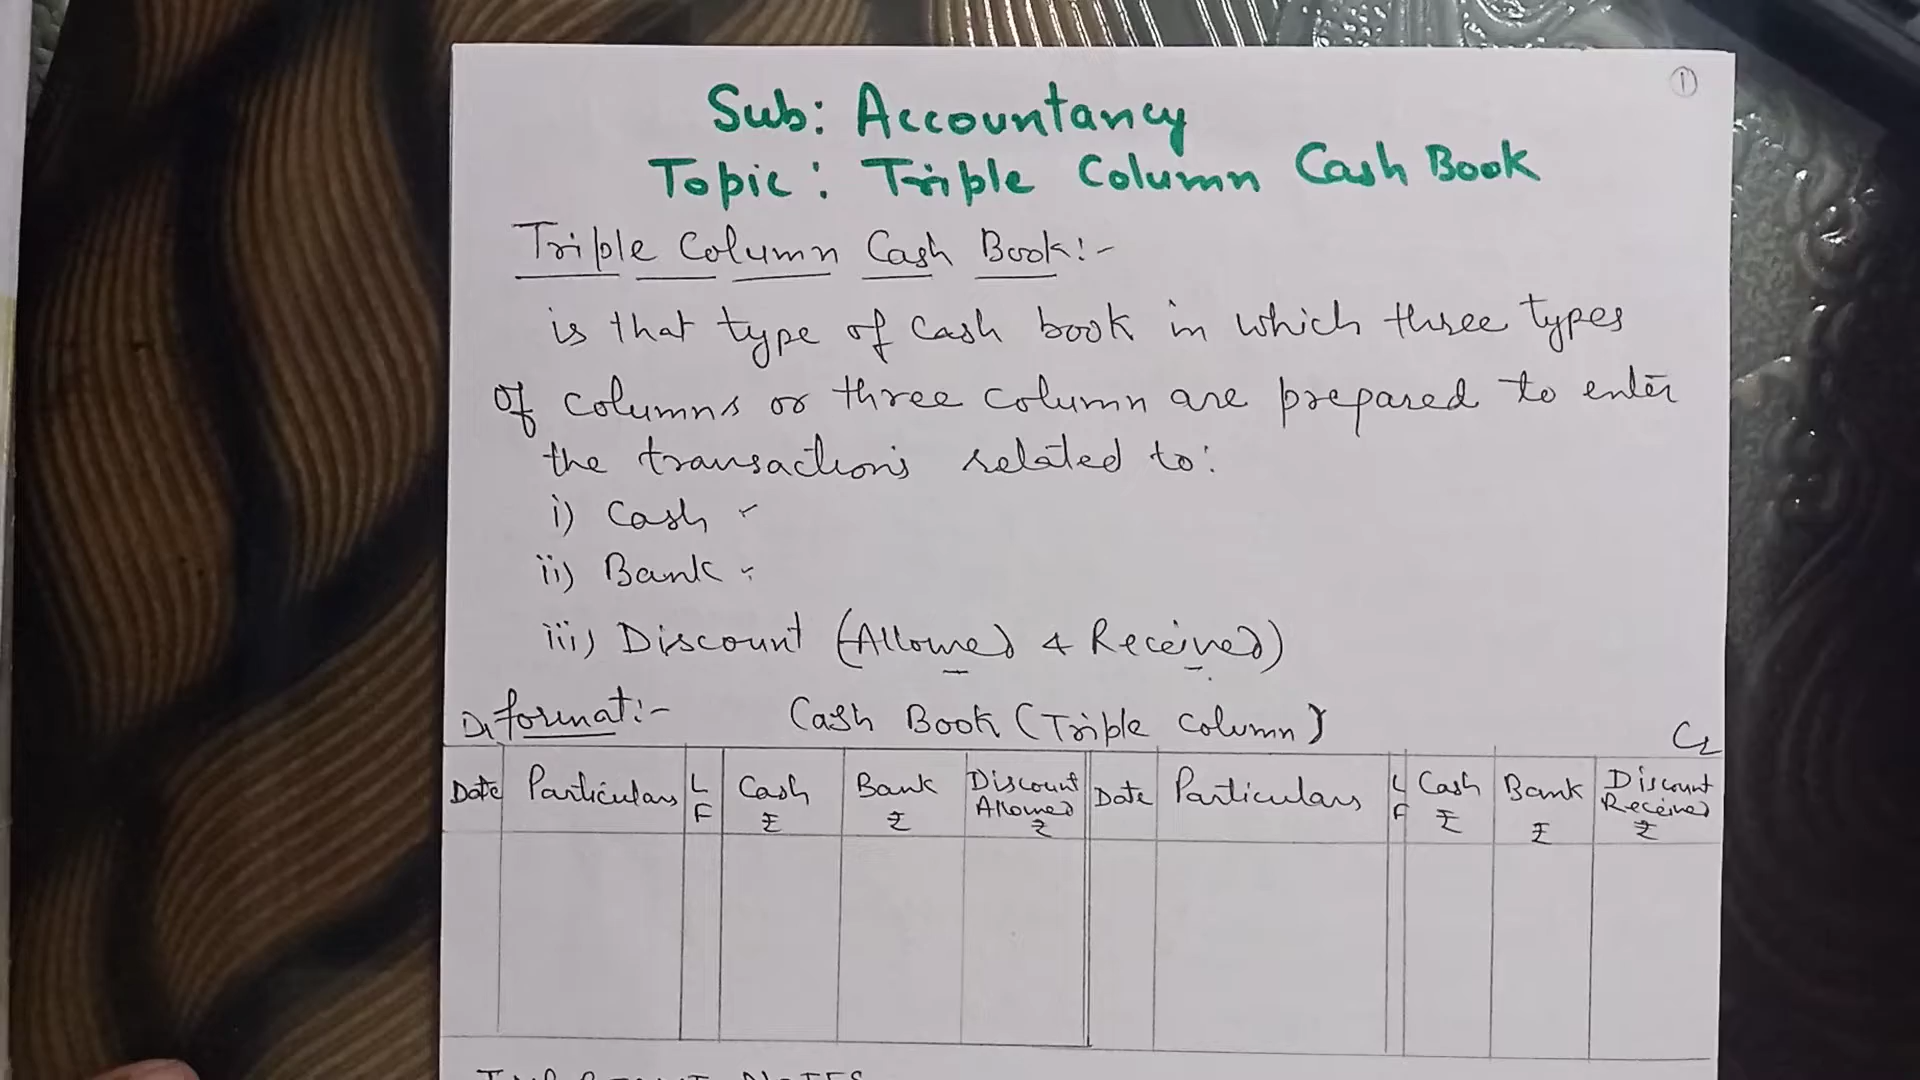 ①
Sub: Accountancy
Topic: Triple Column Cash Book
Triple Column Cash Book:-
is that type of cash book in which three types
of columns or three column are prepared to enter
the transactions related to:
i) Cash
ii) Bank
iii) Discount (Allowed & Received)
Dr format:- Cash Book (Triple Column) Cr
Date Particulars L F Cash ₹ Bank ₹ Discount Allowed ₹ Date Particulars L F Cash ₹ Bank ₹ Discount Received ₹
IMPORTANT NOTES